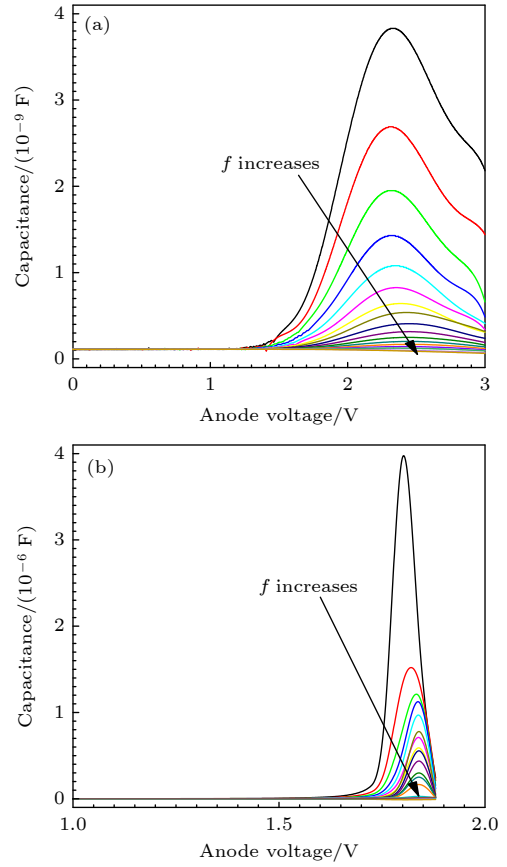 (a)
4
3
2
1
0
Capacitance/(10⁻⁹ F)
f increases
0 1 2 3
Anode voltage/V
(b)
4
3
2
1
0
Capacitance/(10⁻⁶ F)
f increases
1.0 1.5 2.0
Anode voltage/V